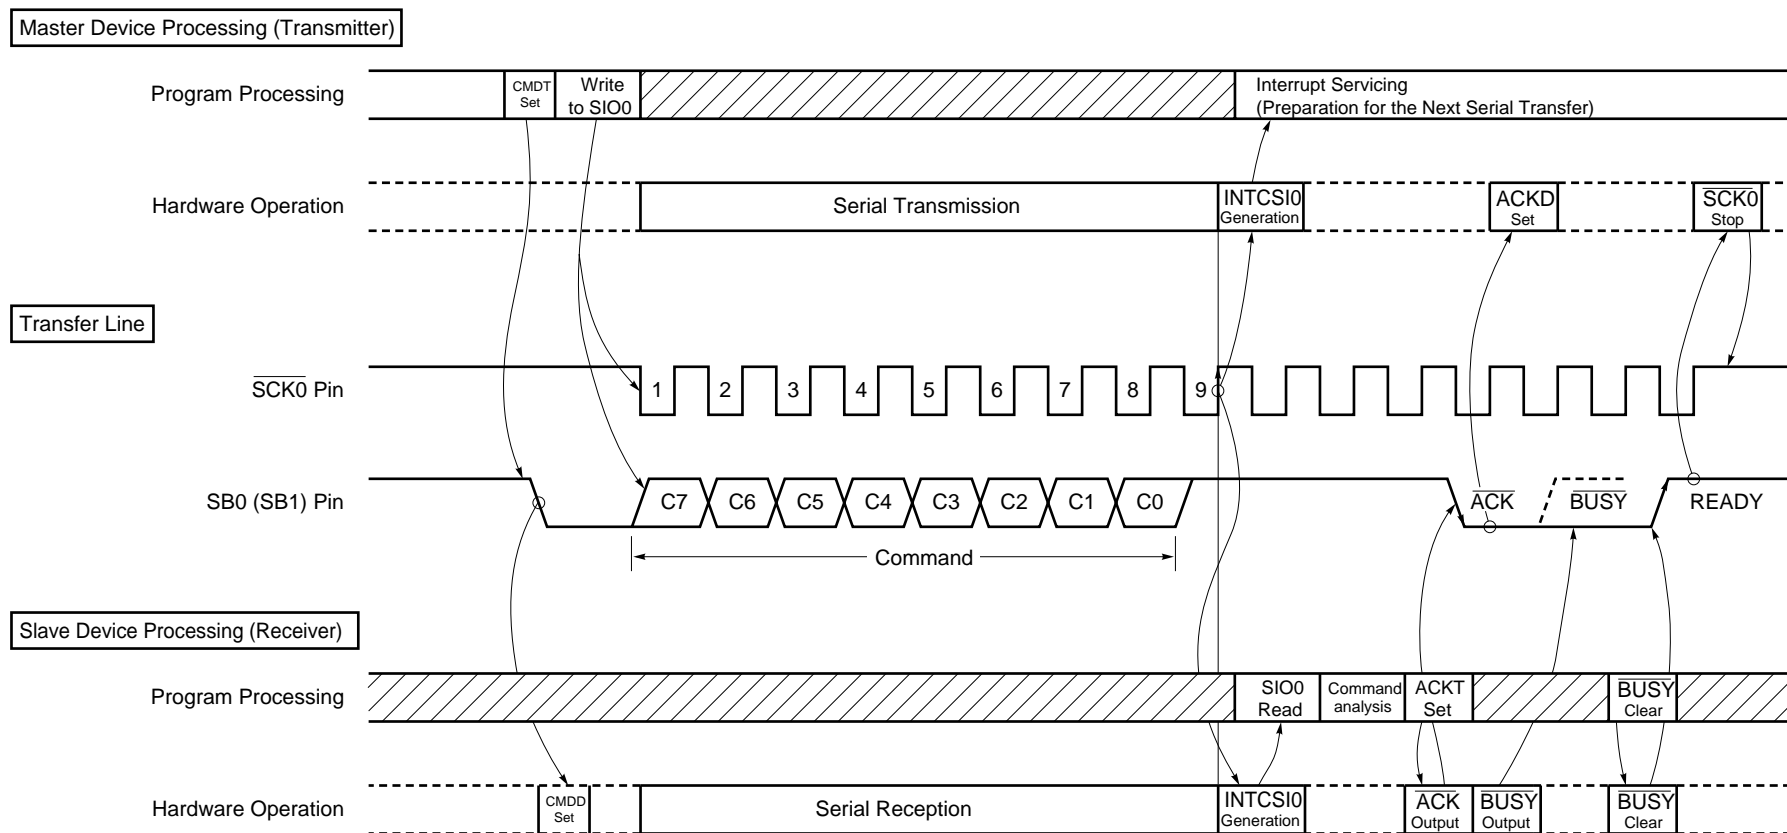 Master Device Processing (Transmitter)
Program Processing
CMDT
Set
Write
to SIO0
Interrupt Servicing
(Preparation for the Next Serial Transfer)
Hardware Operation
Serial Transmission
INTCSI0
Generation
ACKD
Set
SCK0
Stop
Transfer Line
SCK0 Pin
1 2 3 4 5 6 7 8 9
SB0 (SB1) Pin
C7 C6 C5 C4 C3 C2 C1 C0
ACK BUSY READY
Command
Slave Device Processing (Receiver)
Program Processing
SIO0
Read
Command
analysis
ACKT
Set
BUSY
Clear
Hardware Operation
CMDD
Set
Serial Reception
INTCSI0
Generation
ACK
Output
BUSY
Output
BUSY
Clear